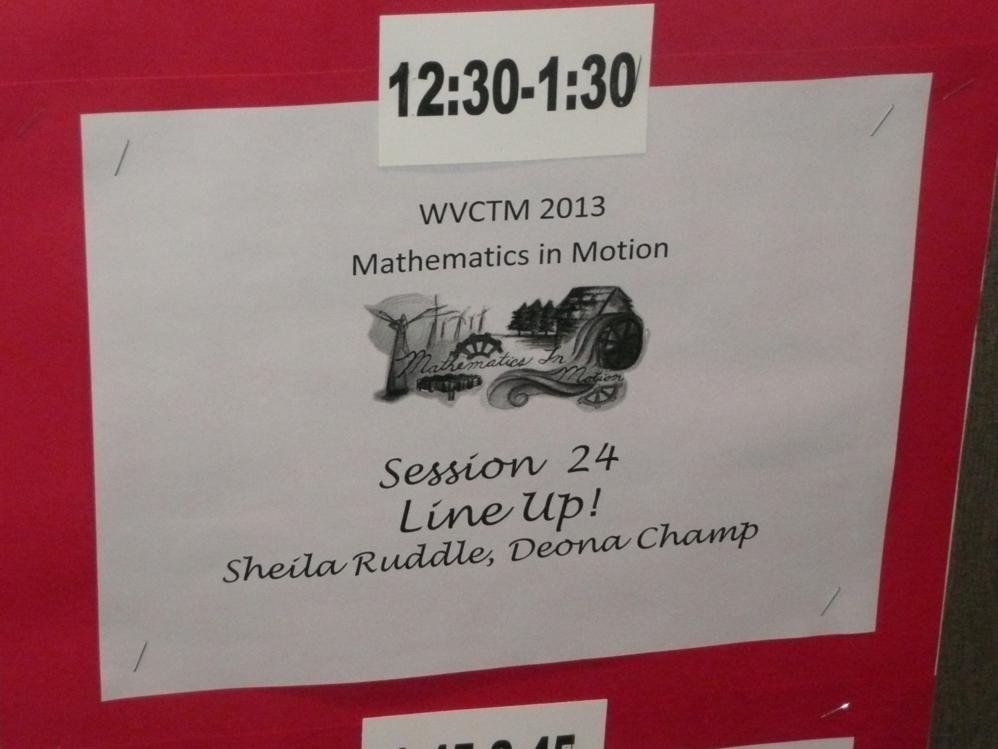 12:30-1:30
WVCTM 2013
Mathematics in Motion
Mathematics In
Motion
Session 24
Line Up!
Sheila Ruddle, Deona Champ